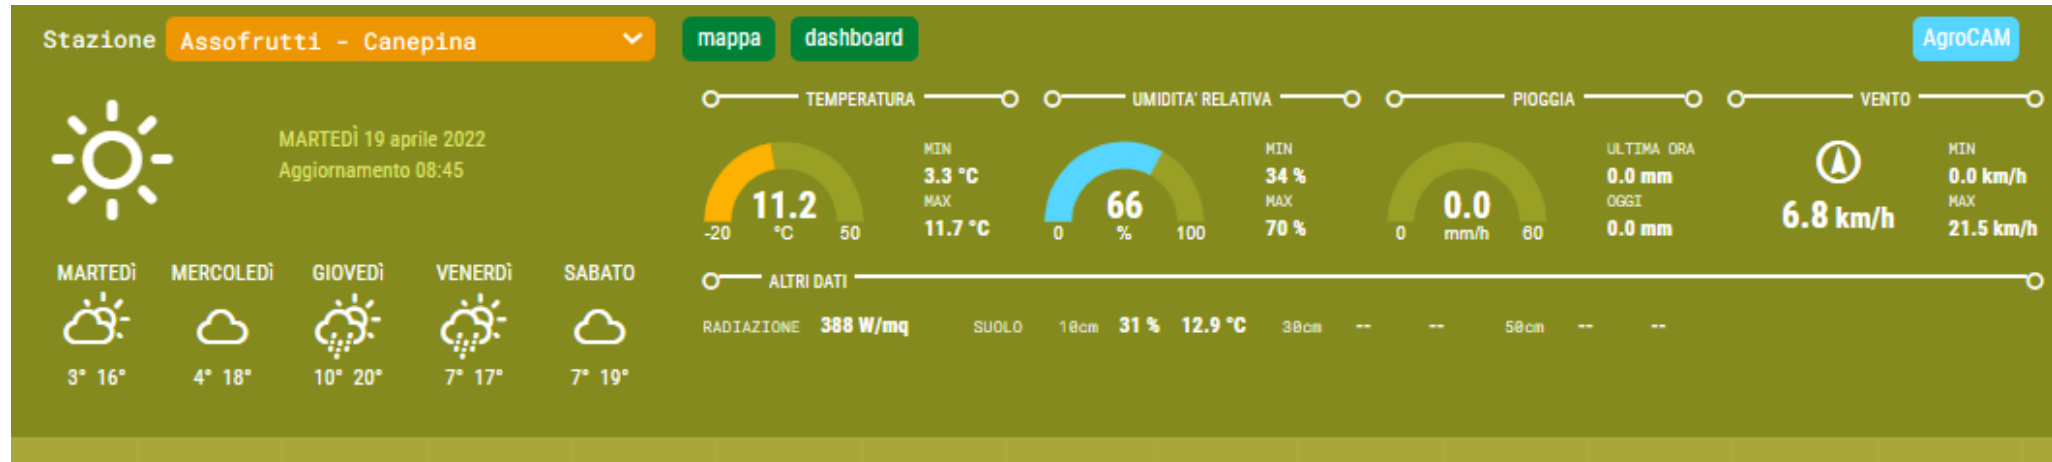 Stazione Assofrutti - Canepina mappa dashboard AgroCAM
MARTEDÌ 19 aprile 2022
Aggiornamento 08:45
TEMPERATURA
11.2
-20 °C 50
MIN
3.3 °C
MAX
11.7 °C
UMIDITA' RELATIVA
66
0 % 100
MIN
34 %
MAX
70 %
PIOGGIA
0.0
0 mm/h 60
ULTIMA ORA
0.0 mm
OGGI
0.0 mm
VENTO
6.8 km/h
MIN
0.0 km/h
MAX
21.5 km/h
MARTEDÌ MERCOLEDÌ GIOVEDÌ VENERDÌ SABATO
3° 16° 4° 18° 10° 20° 7° 17° 7° 19°
ALTRI DATI
RADIAZIONE 388 W/mq SUOLO 10cm 31 % 12.9 °C 30cm -- -- 50cm -- --